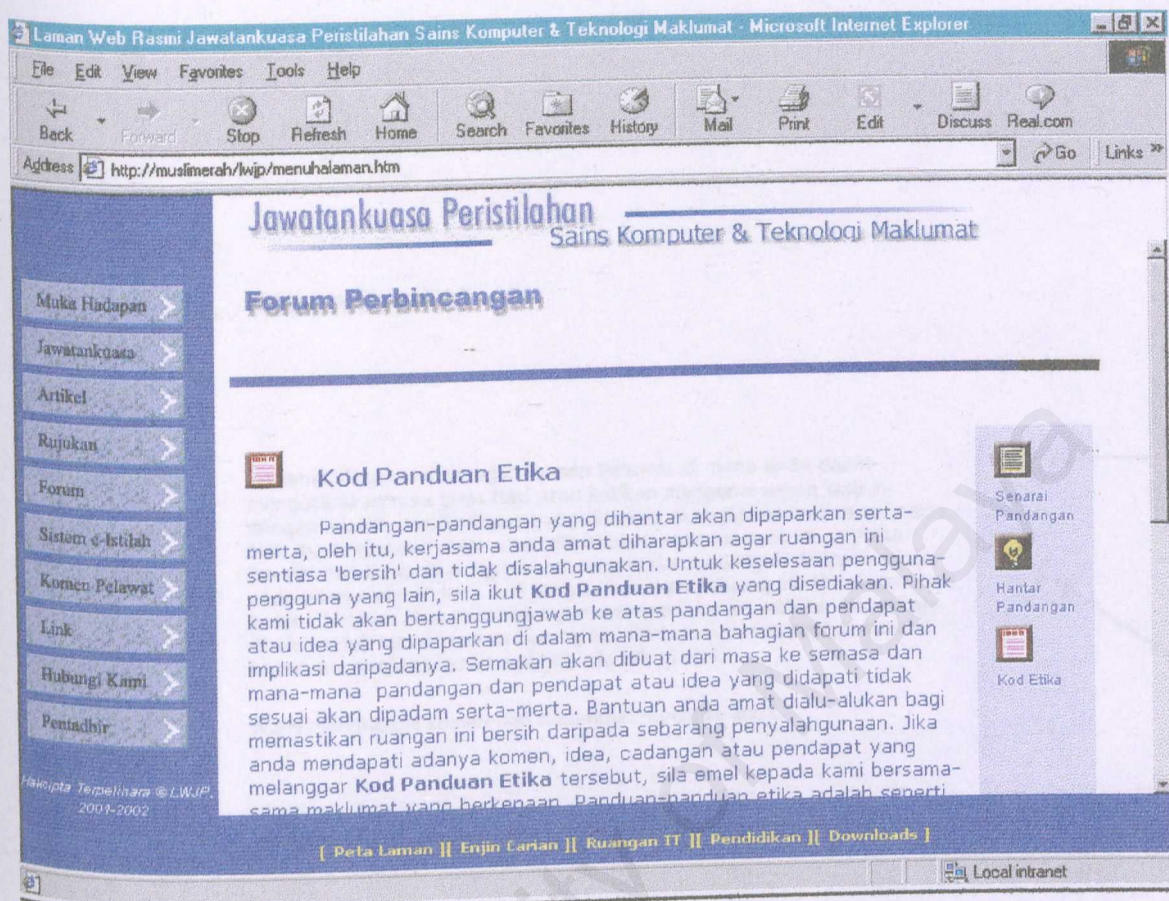 Laman Web Rasmi Jawatankuasa Peristilahan Sains Komputer & Teknologi Maklumat - Microsoft Internet Explorer
File Edit View Favorites Tools Help
Back Forward Stop Refresh Home Search Favorites History Mail Print Edit Discuss Real.com
Address http://muslimerah/lwjp/menuhalaman.htm Go Links »
Jawatankuasa Peristilahan
Sains Komputer & Teknologi Maklumat
Forum Perbincangan
Muka Hadapan
Jawatankuasa
Artikel
Rujukan
Forum
Sistem e-Istilah
Komen Pelawat
Link
Hubungi Kami
Pentadbir
Hakcipta Terpelihara © LWJP.
2001-2002
Kod Panduan Etika
Pandangan-pandangan yang dihantar akan dipaparkan serta-
merta, oleh itu, kerjasama anda amat diharapkan agar ruangan ini
sentiasa 'bersih' dan tidak disalahgunakan. Untuk keselesaan pengguna-
pengguna yang lain, sila ikut Kod Panduan Etika yang disediakan. Pihak
kami tidak akan bertanggungjawab ke atas pandangan dan pendapat
atau idea yang dipaparkan di dalam mana-mana bahagian forum ini dan
implikasi daripadanya. Semakan akan dibuat dari masa ke semasa dan
mana-mana pandangan dan pendapat atau idea yang didapati tidak
sesuai akan dipadam serta-merta. Bantuan anda amat dialu-alukan bagi
memastikan ruangan ini bersih daripada sebarang penyalahgunaan. Jika
anda mendapati adanya komen, idea, cadangan atau pendapat yang
melanggar Kod Panduan Etika tersebut, sila emel kepada kami bersama-
sama maklumat yang berkenaan. Panduan-panduan etika adalah seperti
Senarai
Pandangan
Hantar
Pandangan
Kod Etika
[ Peta Laman ][ Enjin Carian ][ Ruangan IT ][ Pendidikan ][ Downloads ]
Local intranet